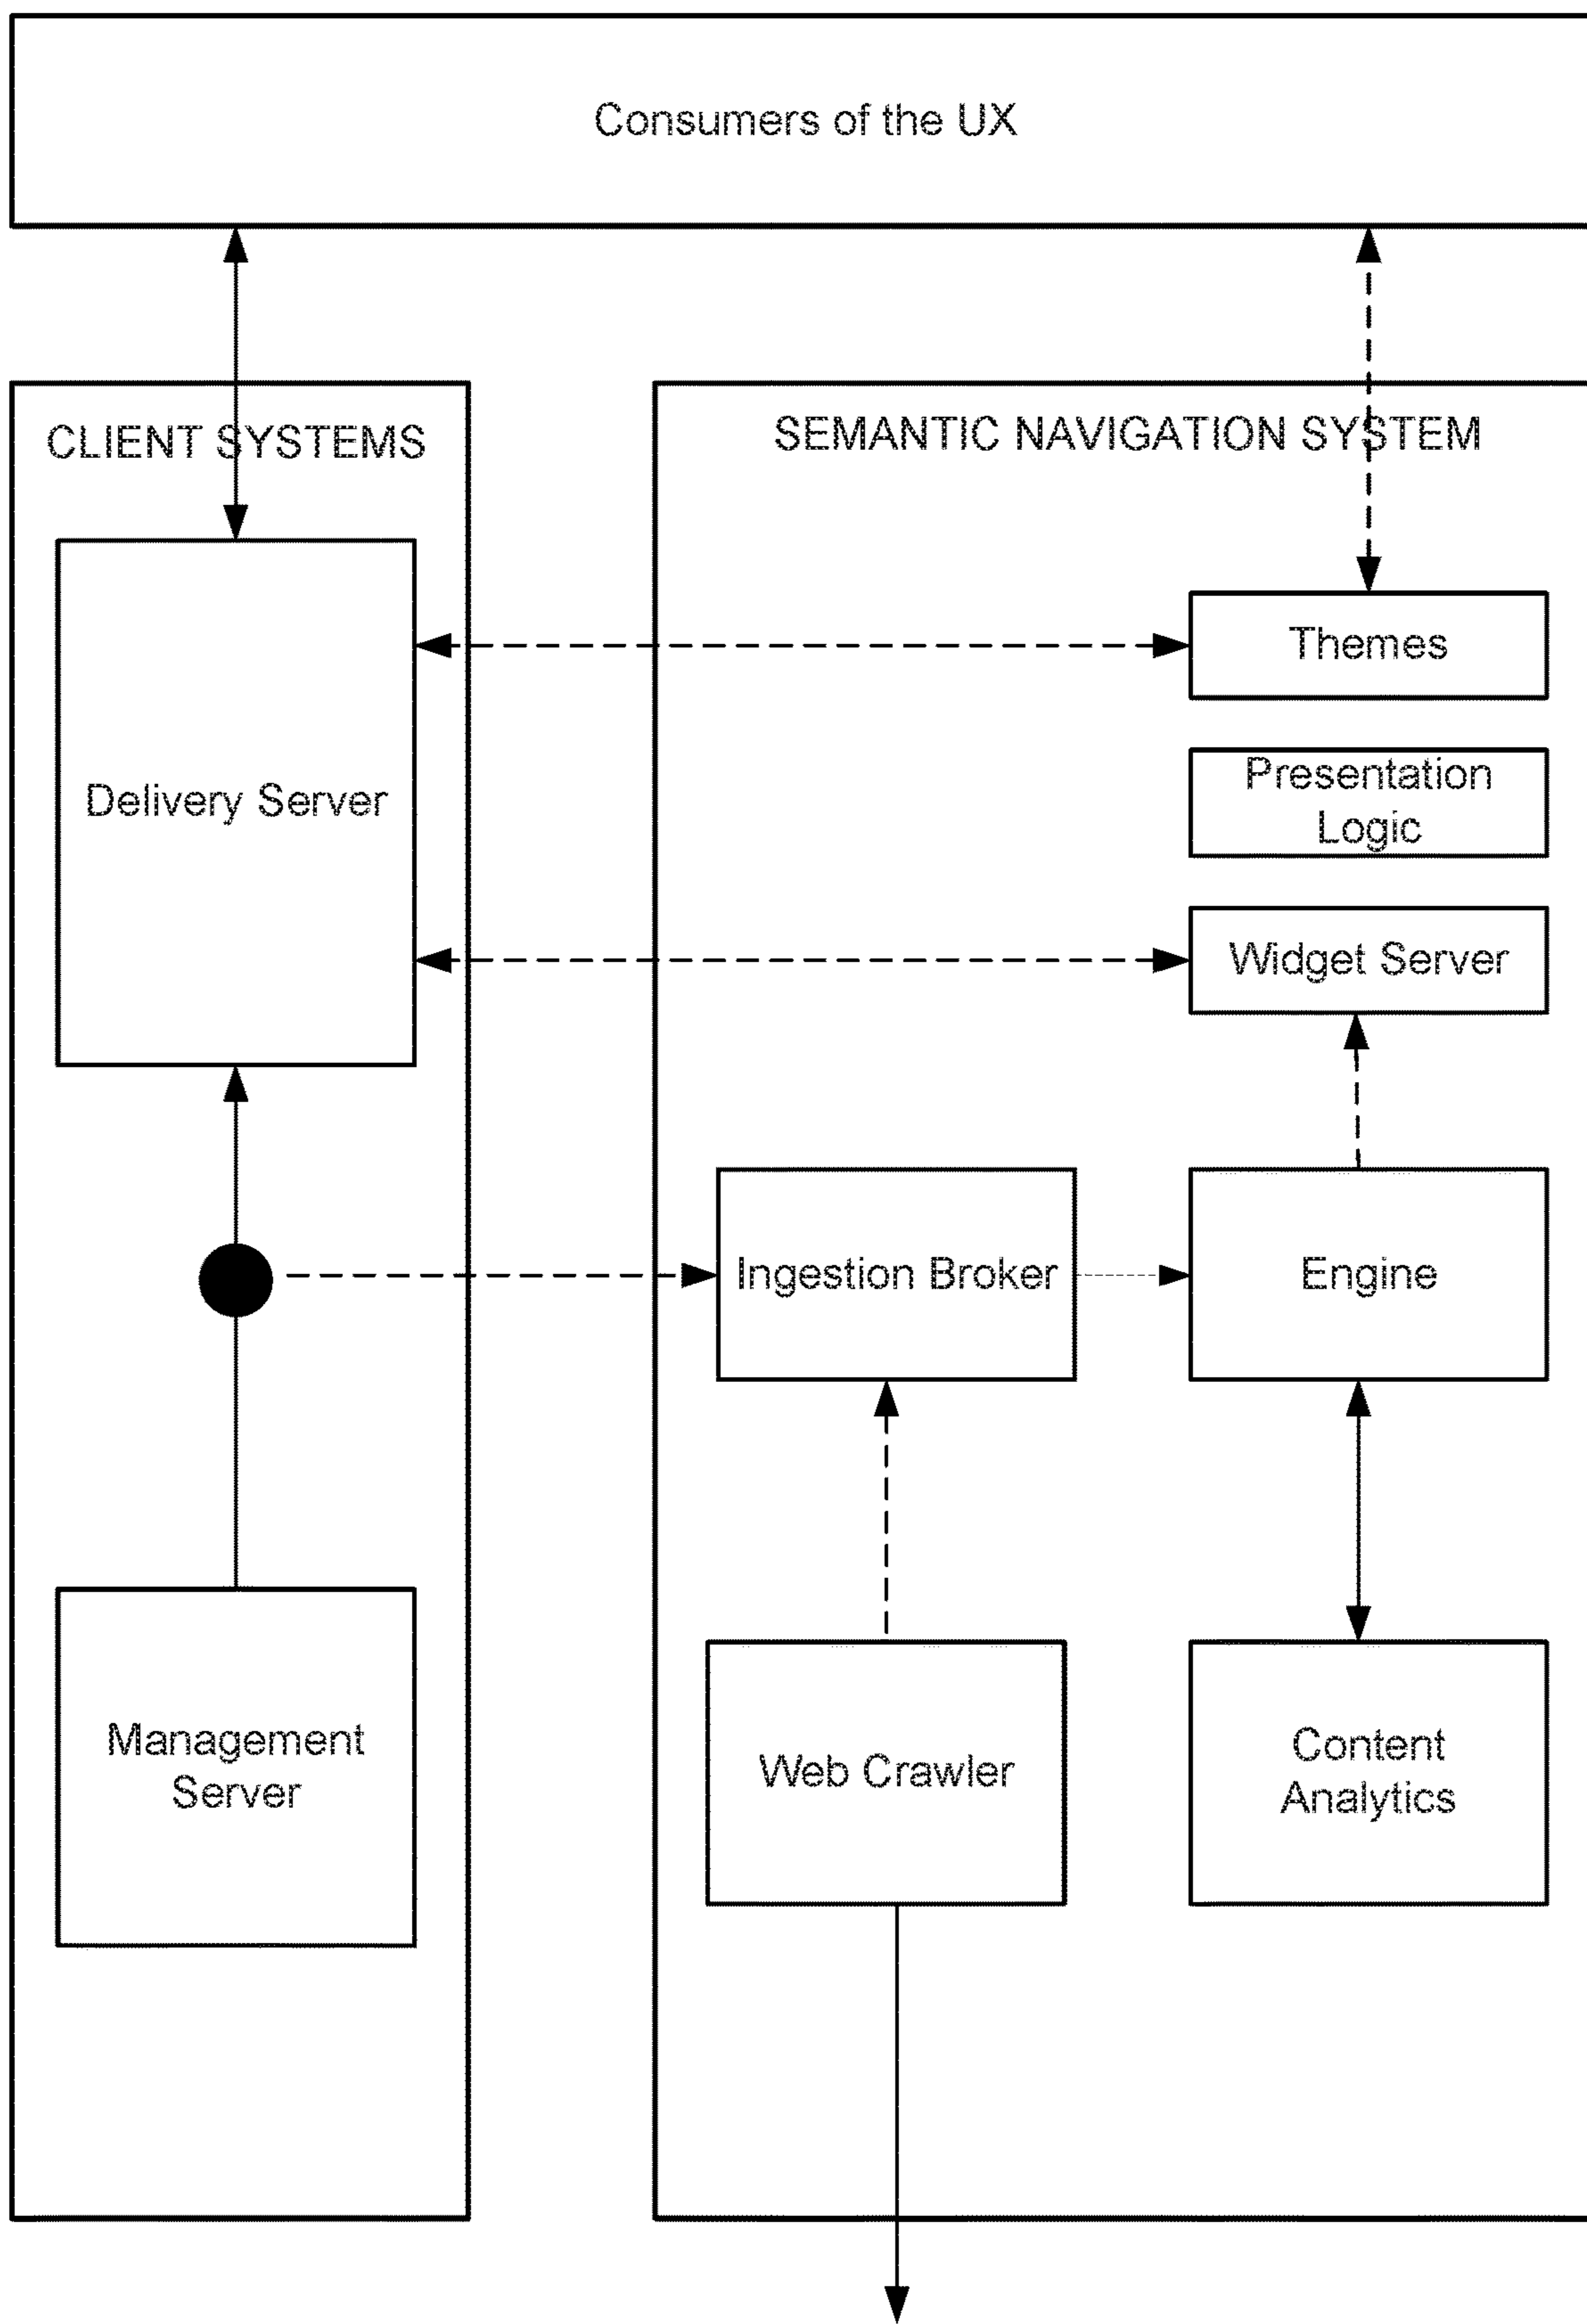 Consumers of the UX
CLIENT SYSTEMS
SEMANTIC NAVIGATION SYSTEM
Themes
Delivery Server
Presentation
Logic
Widget Server
Ingestion Broker
Engine
Management
Server
Web Crawler
Content
Analytics